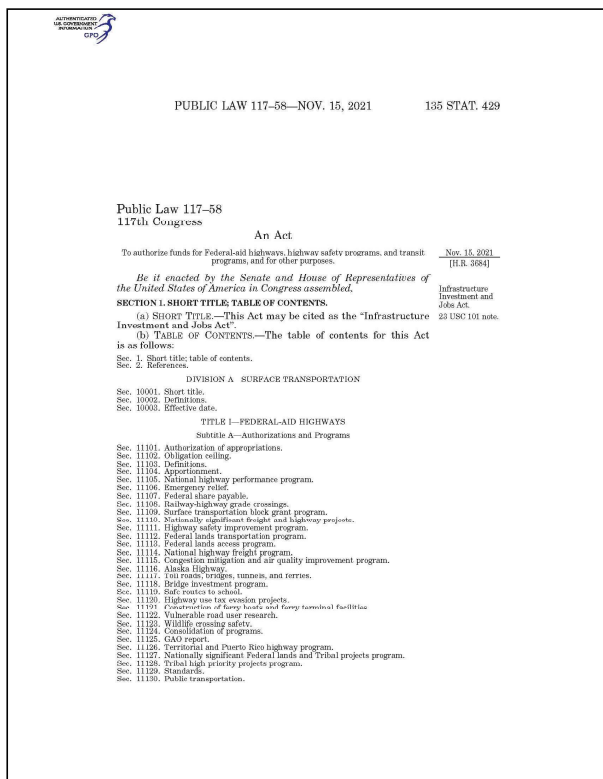 AUTHENTICATED
U.S. GOVERNMENT
INFORMATION
GPO
PUBLIC LAW 117–58—NOV. 15, 2021 135 STAT. 429
Public Law 117–58
117th Congress
An Act
To authorize funds for Federal-aid highways, highway safety programs, and transit
programs, and for other purposes.
Nov. 15, 2021
[H.R. 3684]
Be it enacted by the Senate and House of Representatives of
the United States of America in Congress assembled,
Infrastructure
Investment and
Jobs Act.
SECTION 1. SHORT TITLE; TABLE OF CONTENTS.
(a) SHORT TITLE.—This Act may be cited as the “Infrastructure
Investment and Jobs Act”.
23 USC 101 note.
(b) TABLE OF CONTENTS.—The table of contents for this Act
is as follows:
Sec. 1. Short title; table of contents.
Sec. 2. References.
DIVISION A SURFACE TRANSPORTATION
Sec. 10001. Short title.
Sec. 10002. Definitions.
Sec. 10003. Effective date.
TITLE I—FEDERAL-AID HIGHWAYS
Subtitle A—Authorizations and Programs
Sec. 11101. Authorization of appropriations.
Sec. 11102. Obligation ceiling.
Sec. 11103. Definitions.
Sec. 11104. Apportionment.
Sec. 11105. National highway performance program.
Sec. 11106. Emergency relief.
Sec. 11107. Federal share payable.
Sec. 11108. Railway-highway grade crossings.
Sec. 11109. Surface transportation block grant program.
Sec. 11110. Nationally significant freight and highway projects.
Sec. 11111. Highway safety improvement program.
Sec. 11112. Federal lands transportation program.
Sec. 11113. Federal lands access program.
Sec. 11114. National highway freight program.
Sec. 11115. Congestion mitigation and air quality improvement program.
Sec. 11116. Alaska Highway.
Sec. 11117. Toll roads, bridges, tunnels, and ferries.
Sec. 11118. Bridge investment program.
Sec. 11119. Safe routes to school.
Sec. 11120. Highway use tax evasion projects.
Sec. 11121. Construction of ferry boats and ferry terminal facilities.
Sec. 11122. Vulnerable road user research.
Sec. 11123. Wildlife crossing safety.
Sec. 11124. Consolidation of programs.
Sec. 11125. GAO report.
Sec. 11126. Territorial and Puerto Rico highway program.
Sec. 11127. Nationally significant Federal lands and Tribal projects program.
Sec. 11128. Tribal high priority projects program.
Sec. 11129. Standards.
Sec. 11130. Public transportation.